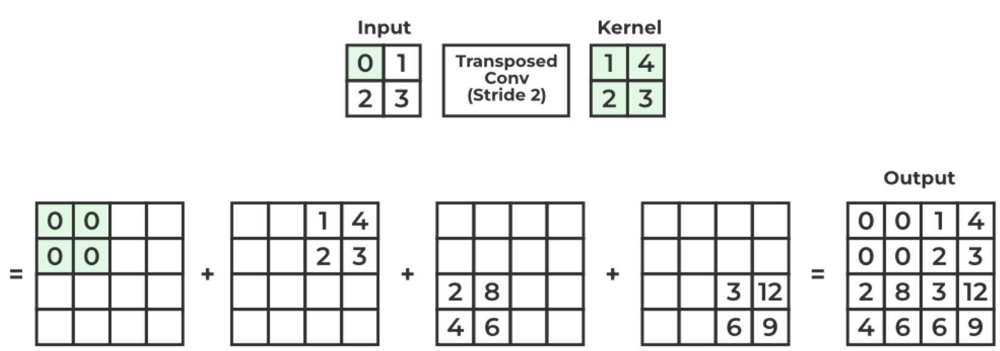 Input Kernel
0 1 Transposed 1 4
Conv
2 3 (Stride 2) 2 3
Output
0 0 1 4 0 0 1 4
0 0 2 3 0 0 2 3
= + + + =
2 8 3 12 2 8 3 12
4 6 6 9 4 6 6 9